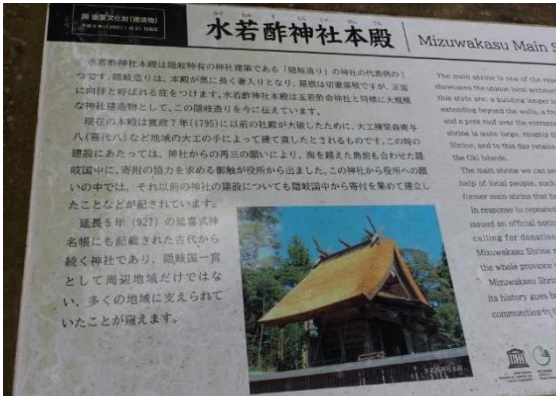 国 重要文化財（建造物）
水若酢神社本殿
Mizuwakasu Main S
水若酢神社本殿は隠岐特有の神社建築である「隠岐造り」の神社の代表例の1
つです。隠岐造りは、本殿が奥に長く妻入りとなり、屋根は切妻屋根ですが、正面
に向拝と呼ばれる庇をつけます。水若酢神社本殿は玉若酢命神社と同様に大規模
な神社建造物として、この隠岐造りを今に伝えています。
現在の本殿は寛政7年(1795)に以前の社殿が大破したために、大工棟梁森寄与
八(喜代八)など地域の大工の手によって建て直したとされるものです。この時の
建設にあたっては、神社からの再三の願いにより、海を越えた島前も合わせた隠
岐国中に、寄附の協力を求める御触が役所から出ました。この神社から役所への願
いの中では、それ以前の神社の建設についても隠岐国中から寄付を集めて建立し
たことなどが記されています。
延長5年(927)の延喜式神
名帳にも記載された古代から
続く神社であり、隠岐国一宮
として周辺地域だけではな
い、多くの地域に支えられて
いたことが窺えます。
The main shrine is one of the
showcases the unique local architect
this style are: a building longer
extending beyond the walls, a fr
and a pent roof over the entran
shrine is quite large, roughly
Shrine, and to this day retains
the Oki Islands.
The main shrine we can see
help of local people, such
former main shrine that ha
In response to repeated
issued an official notic
calling for donations
Mizuwakasu Shrine
the whole province
Mizuwakasu Shrine
its history goes b
communities in
水若酢神社本殿